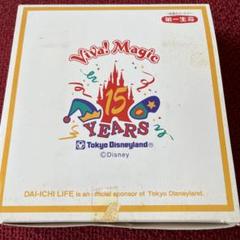 第一生命
Viva! Magic
15
YEARS
Tokyo Disneyland®
©Disney
DAI-ICHI LIFE is an official sponsor of Tokyo Disneyland.